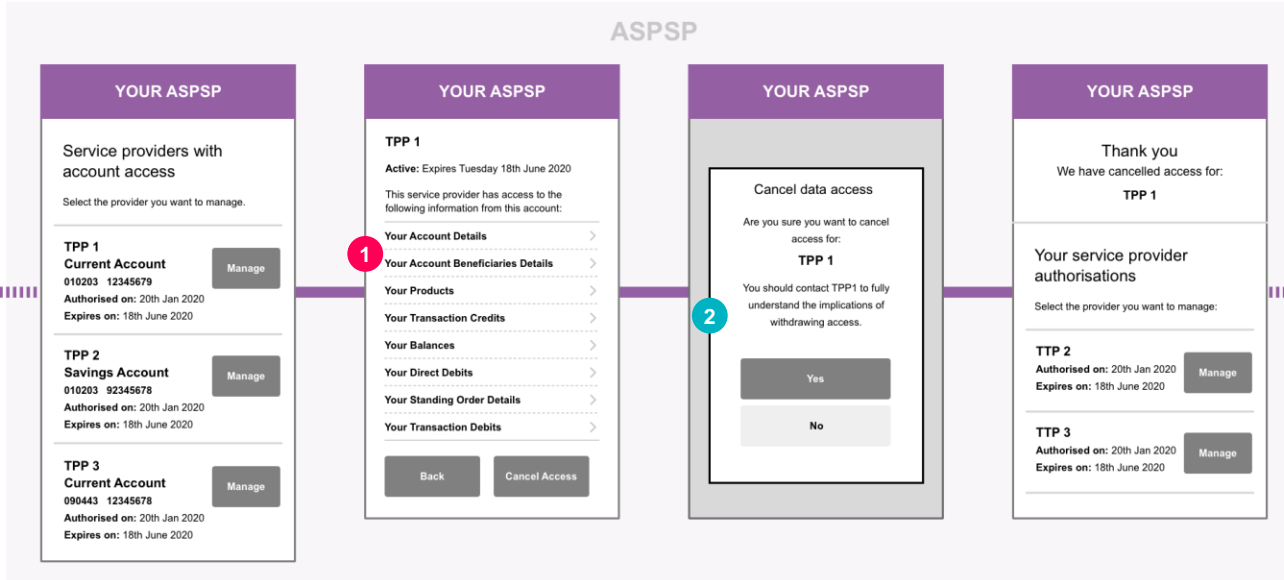 ASPSP
YOUR ASPSP
Service providers with
account access
Select the provider you want to manage.
TPP 1
Current Account
010203 12345679
Authorised on: 20th Jan 2020
Expires on: 18th June 2020
Manage
TPP 2
Savings Account
010203 92345678
Authorised on: 20th Jan 2020
Expires on: 18th June 2020
Manage
TPP 3
Current Account
090443 12345678
Authorised on: 20th Jan 2020
Expires on: 18th June 2020
Manage
YOUR ASPSP
TPP 1
Active: Expires Tuesday 18th June 2020
This service provider has access to the
following information from this account:
1
Your Account Details
Your Account Beneficiaries Details
Your Products
Your Transaction Credits
Your Balances
Your Direct Debits
Your Standing Order Details
Your Transaction Debits
Back
Cancel Access
YOUR ASPSP
Cancel data access
Are you sure you want to cancel
access for:
TPP 1
2
You should contact TPP1 to fully
understand the implications of
withdrawing access.
Yes
No
YOUR ASPSP
Thank you
We have cancelled access for:
TPP 1
Your service provider
authorisations
Select the provider you want to manage:
TTP 2
Authorised on: 20th Jan 2020
Expires on: 18th June 2020
Manage
TTP 3
Authorised on: 20th Jan 2020
Expires on: 18th June 2020
Manage